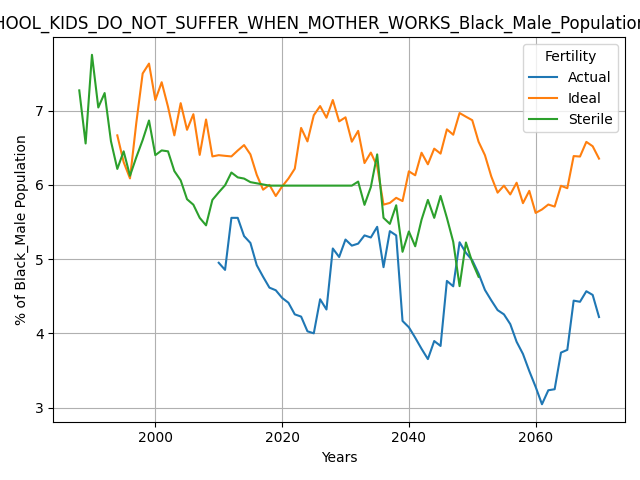 HOOL_KIDS_DO_NOT_SUFFER_WHEN_MOTHER_WORKS_Black_Male_Population
Fertility
Actual
Ideal
Sterile
% of Black_Male Population
7
6
5
4
3
2000 2020 2040 2060
Years